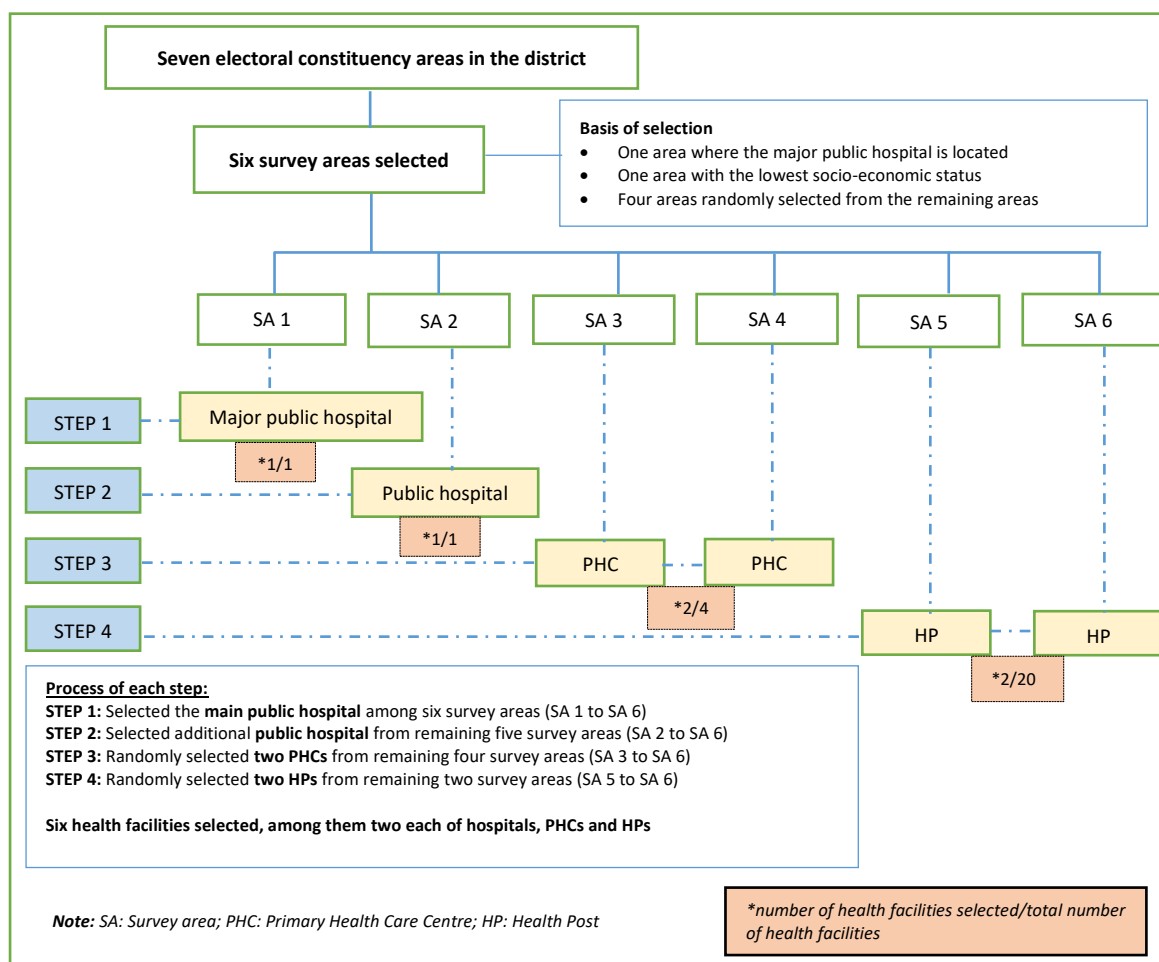 Seven electoral constituency areas in the district
Six survey areas selected
Basis of selection
• One area where the major public hospital is located
• One area with the lowest socio-economic status
• Four areas randomly selected from the remaining areas
SA 1
SA 2
SA 3
SA 4
SA 5
SA 6
STEP 1
Major public hospital
*1/1
STEP 2
Public hospital
*1/1
STEP 3
PHC
PHC
*2/4
STEP 4
HP
HP
*2/20
Process of each step:
STEP 1: Selected the main public hospital among six survey areas (SA 1 to SA 6)
STEP 2: Selected additional public hospital from remaining five survey areas (SA 2 to SA 6)
STEP 3: Randomly selected two PHCs from remaining four survey areas (SA 3 to SA 6)
STEP 4: Randomly selected two HPs from remaining two survey areas (SA 5 to SA 6)
Six health facilities selected, among them two each of hospitals, PHCs and HPs
Note: SA: Survey area; PHC: Primary Health Care Centre; HP: Health Post
*number of health facilities selected/total number
of health facilities